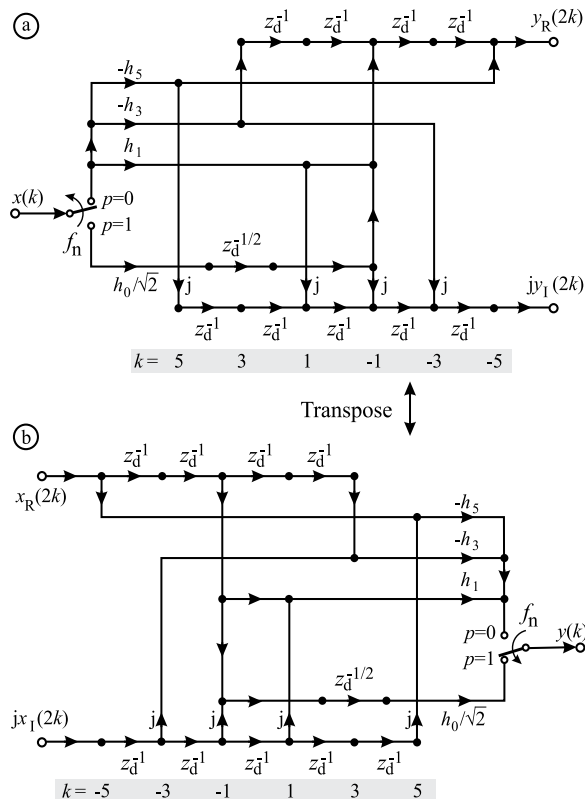 a
z_d^-1 z_d^-1 z_d^-1 z_d^-1
y_R(2k)
-h_5
-h_3
h_1
x(k)
p=0
p=1
f_n
z_d^-1/2
h_0/√2
j j j j
jy_I(2k)
z_d^-1 z_d^-1 z_d^-1 z_d^-1 z_d^-1
k = 5 3 1 -1 -3 -5
Transpose
b
z_d^-1 z_d^-1 z_d^-1 z_d^-1
x_R(2k)
-h_5
-h_3
h_1
p=0
f_n
y(k)
p=1
z_d^-1/2
h_0/√2
jx_I(2k)
j j j j
z_d^-1 z_d^-1 z_d^-1 z_d^-1 z_d^-1
k = -5 -3 -1 1 3 5